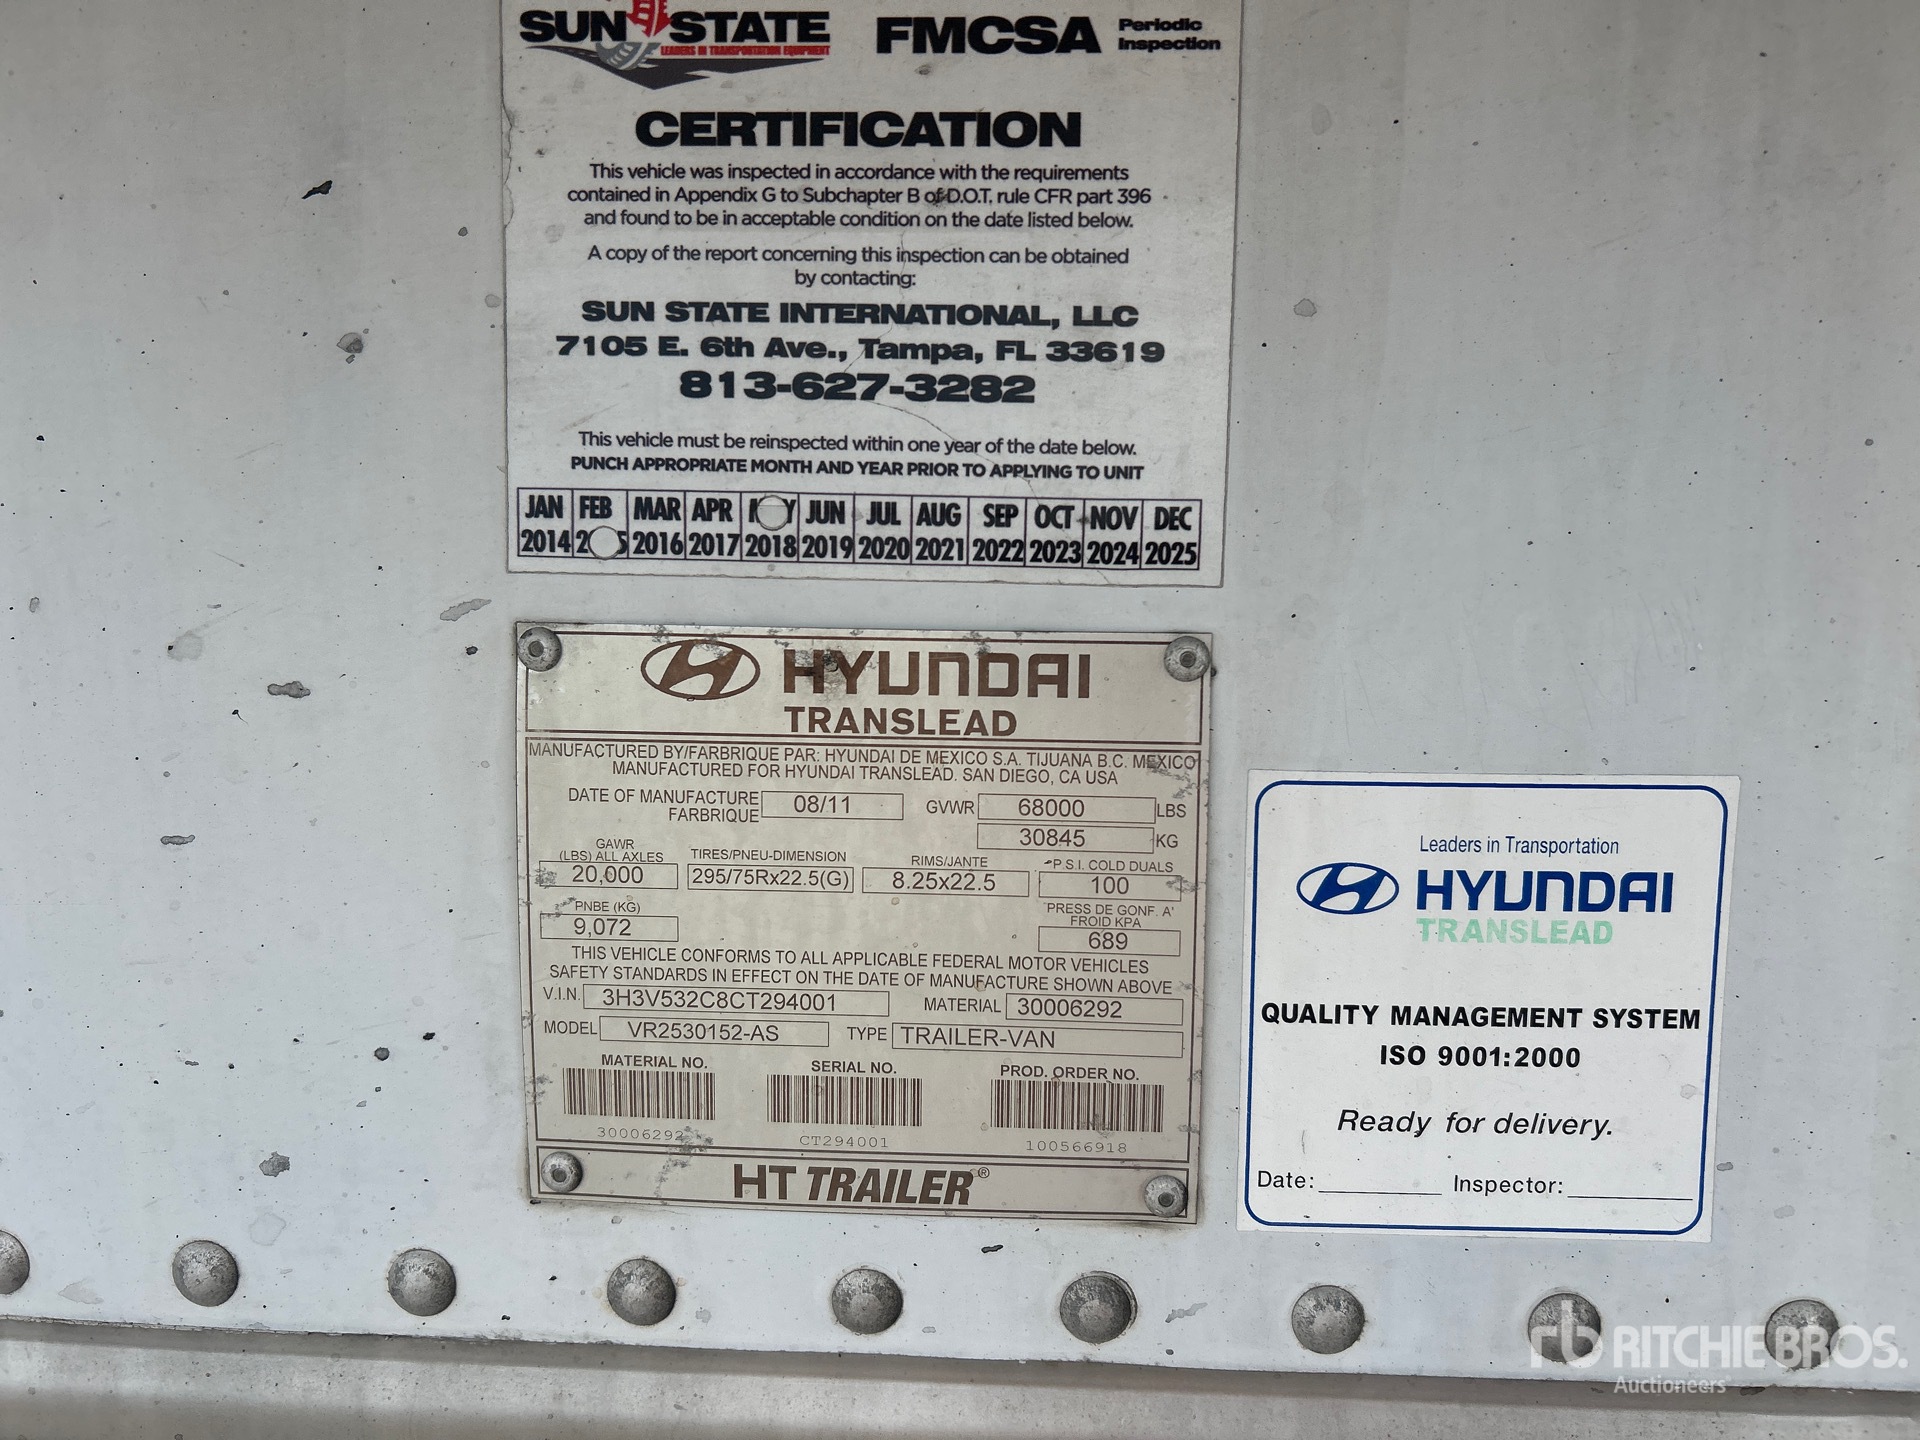 SUN STATE
LEADERS IN TRANSPORTATION EQUIPMENT
FMCSA Periodic Inspection
CERTIFICATION
This vehicle was inspected in accordance with the requirements
contained in Appendix G to Subchapter B of D.O.T. rule CFR part 396
and found to be in acceptable condition on the date listed below.
A copy of the report concerning this inspection can be obtained
by contacting:
SUN STATE INTERNATIONAL, LLC
7105 E. 6th Ave., Tampa, FL 33619
813-627-3282
This vehicle must be reinspected within one year of the date below.
PUNCH APPROPRIATE MONTH AND YEAR PRIOR TO APPLYING TO UNIT
JAN FEB MAR APR JUN JUL AUG SEP OCT NOV DEC
2014 2016 2017 2018 2019 2020 2021 2022 2023 2024 2025
HYUNDAI
TRANSLEAD
MANUFACTURED BY/FARBRIQUE PAR: HYUNDAI DE MEXICO S.A. TIJUANA B.C. MEXICO
MANUFACTURED FOR HYUNDAI TRANSLEAD. SAN DIEGO, CA USA
DATE OF MANUFACTURE 08/11 GVWR 68000 LBS
FARBRIQUE
30845 KG
GAWR
(LBS) ALL AXLES TIRES/PNEU-DIMENSION RIMS/JANTE P.S.I. COLD DUALS
20,000 295/75Rx22.5(G) 8.25x22.5 100
PNBE (KG) PRESS DE GONF. A'
FROID KPA
9,072 689
THIS VEHICLE CONFORMS TO ALL APPLICABLE FEDERAL MOTOR VEHICLES
SAFETY STANDARDS IN EFFECT ON THE DATE OF MANUFACTURE SHOWN ABOVE
V.I.N. 3H3V532C8CT294001 MATERIAL 30006292
MODEL VR2530152-AS TYPE TRAILER-VAN
MATERIAL NO. SERIAL NO. PROD. ORDER NO.
30006292 CT294001 100566918
HT TRAILER®
Leaders in Transportation
HYUNDAI
TRANSLEAD
QUALITY MANAGEMENT SYSTEM
ISO 9001:2000
Ready for delivery.
Date: Inspector:
rb RITCHIE BROS.
Auctioneers